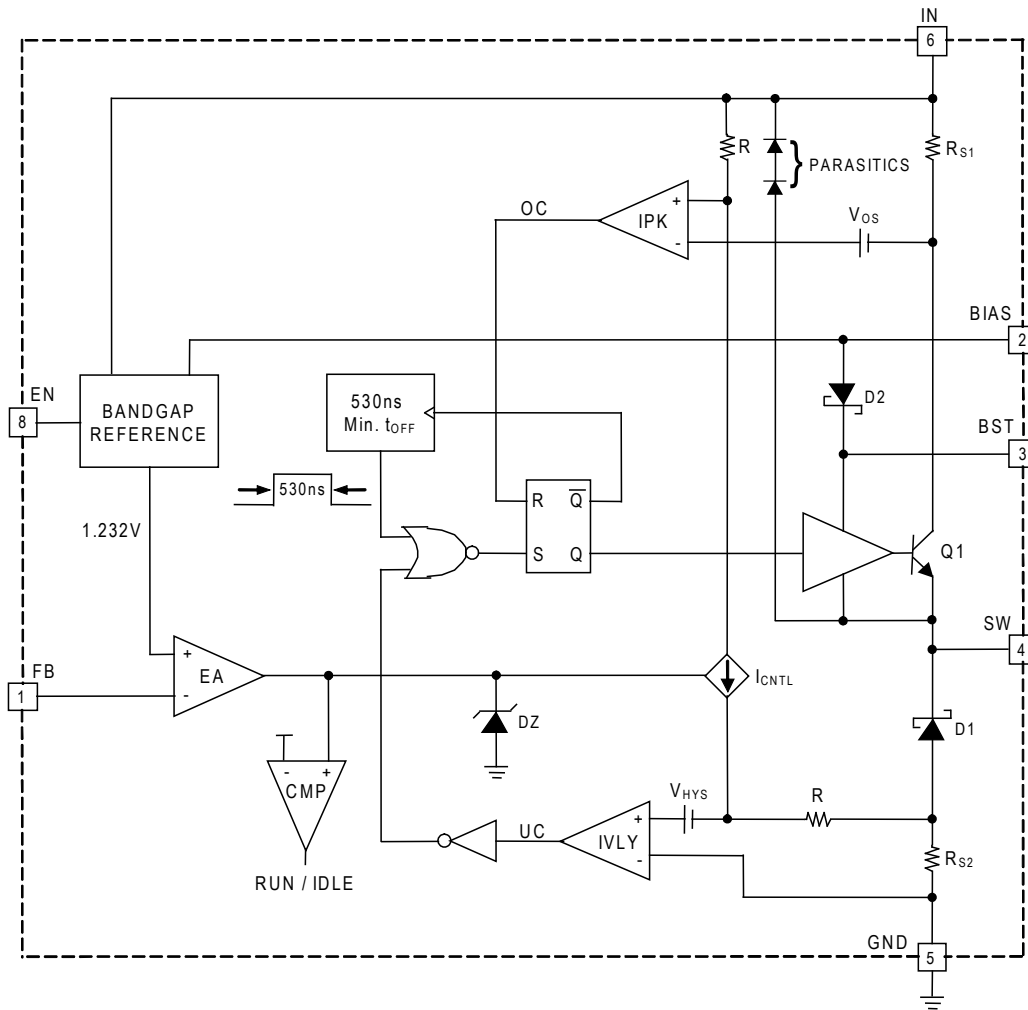 IN
6
R
PARASITICS
RS1
OC
+
IPK
-
VOS
BIAS
2
EN
8
BANDGAP
REFERENCE
530ns
Min. tOFF
D2
BST
3
530ns
R
Q̅
S
Q
1.232V
Q1
SW
4
FB
1
+
EA
-
ICNTL
DZ
D1
-
+
CMP
VHYS
R
UC
+
IVLY
-
RS2
RUN / IDLE
GND
5